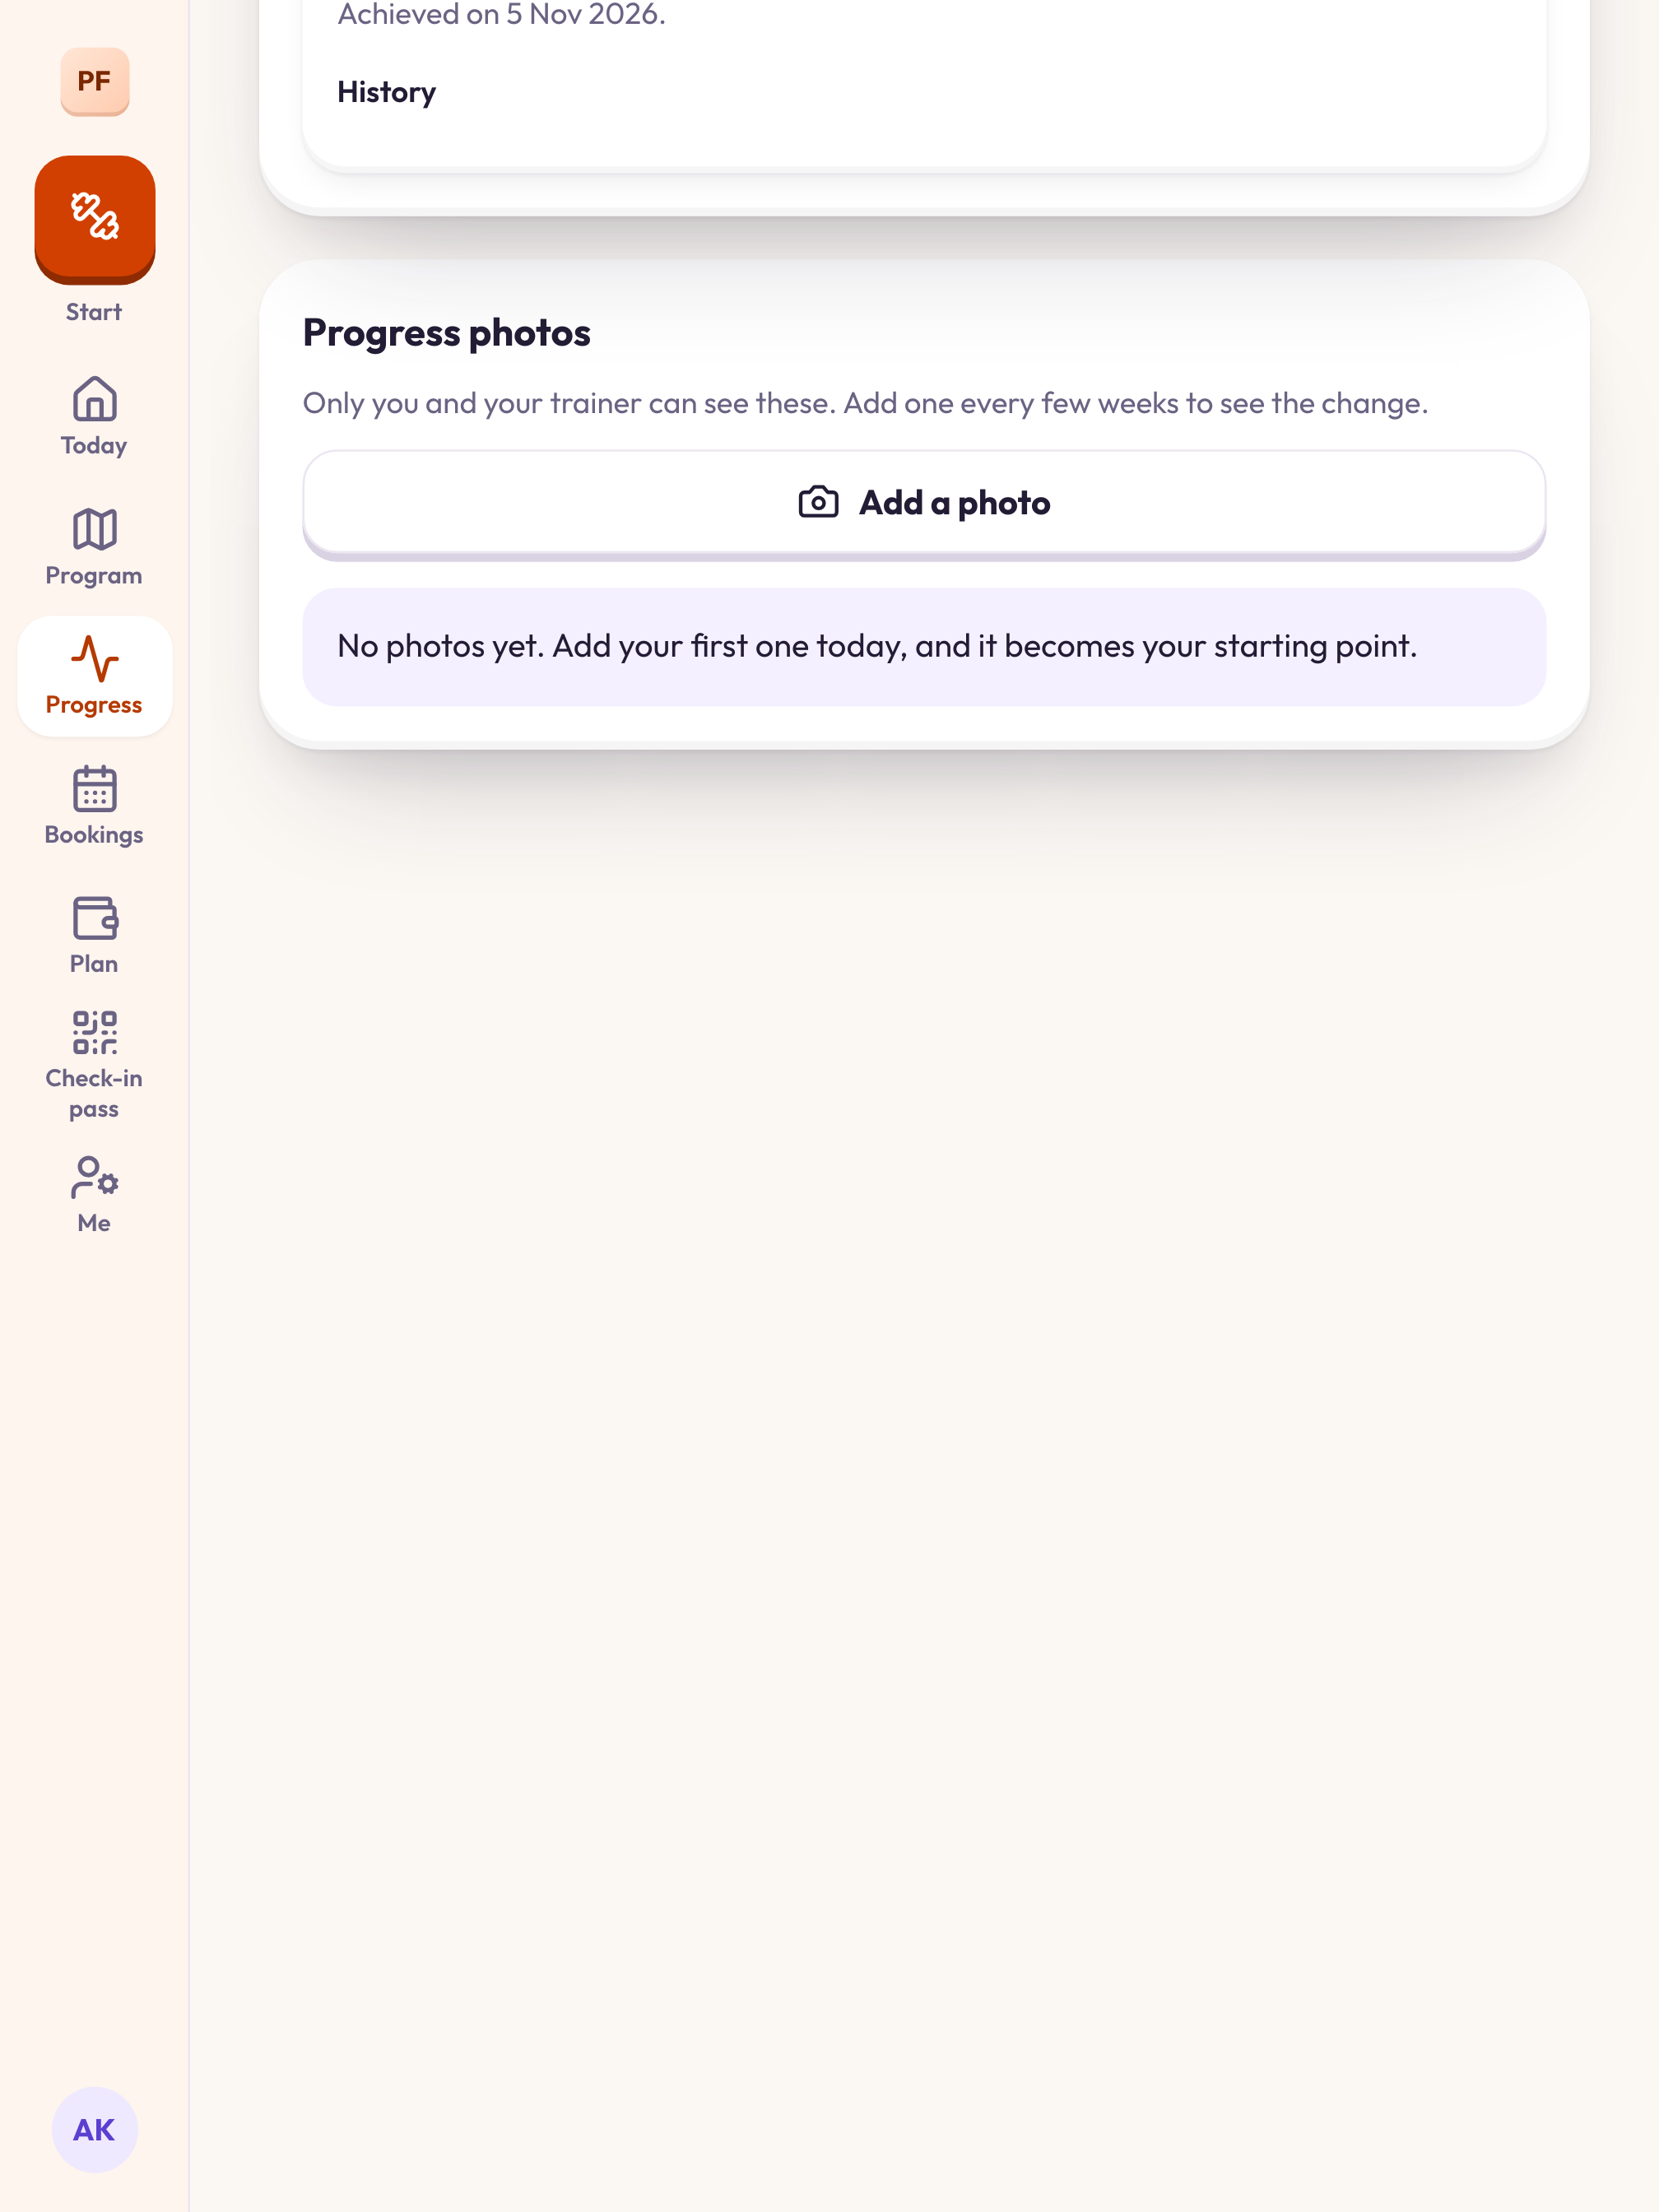 PF
Start
Today
Program
Progress
Bookings
Plan
Check-in
pass
Me
AK
Achieved on 5 Nov 2026.
History
Progress photos
Only you and your trainer can see these. Add one every few weeks to see the change.
Add a photo
No photos yet. Add your first one today, and it becomes your starting point.